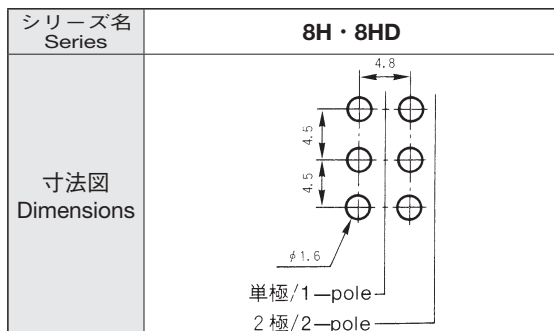 シリーズ名
Series
8H・8HD
寸法図
Dimensions
4.8
4.5
4.5
φ1.6
単極/1—pole
2極/2—pole